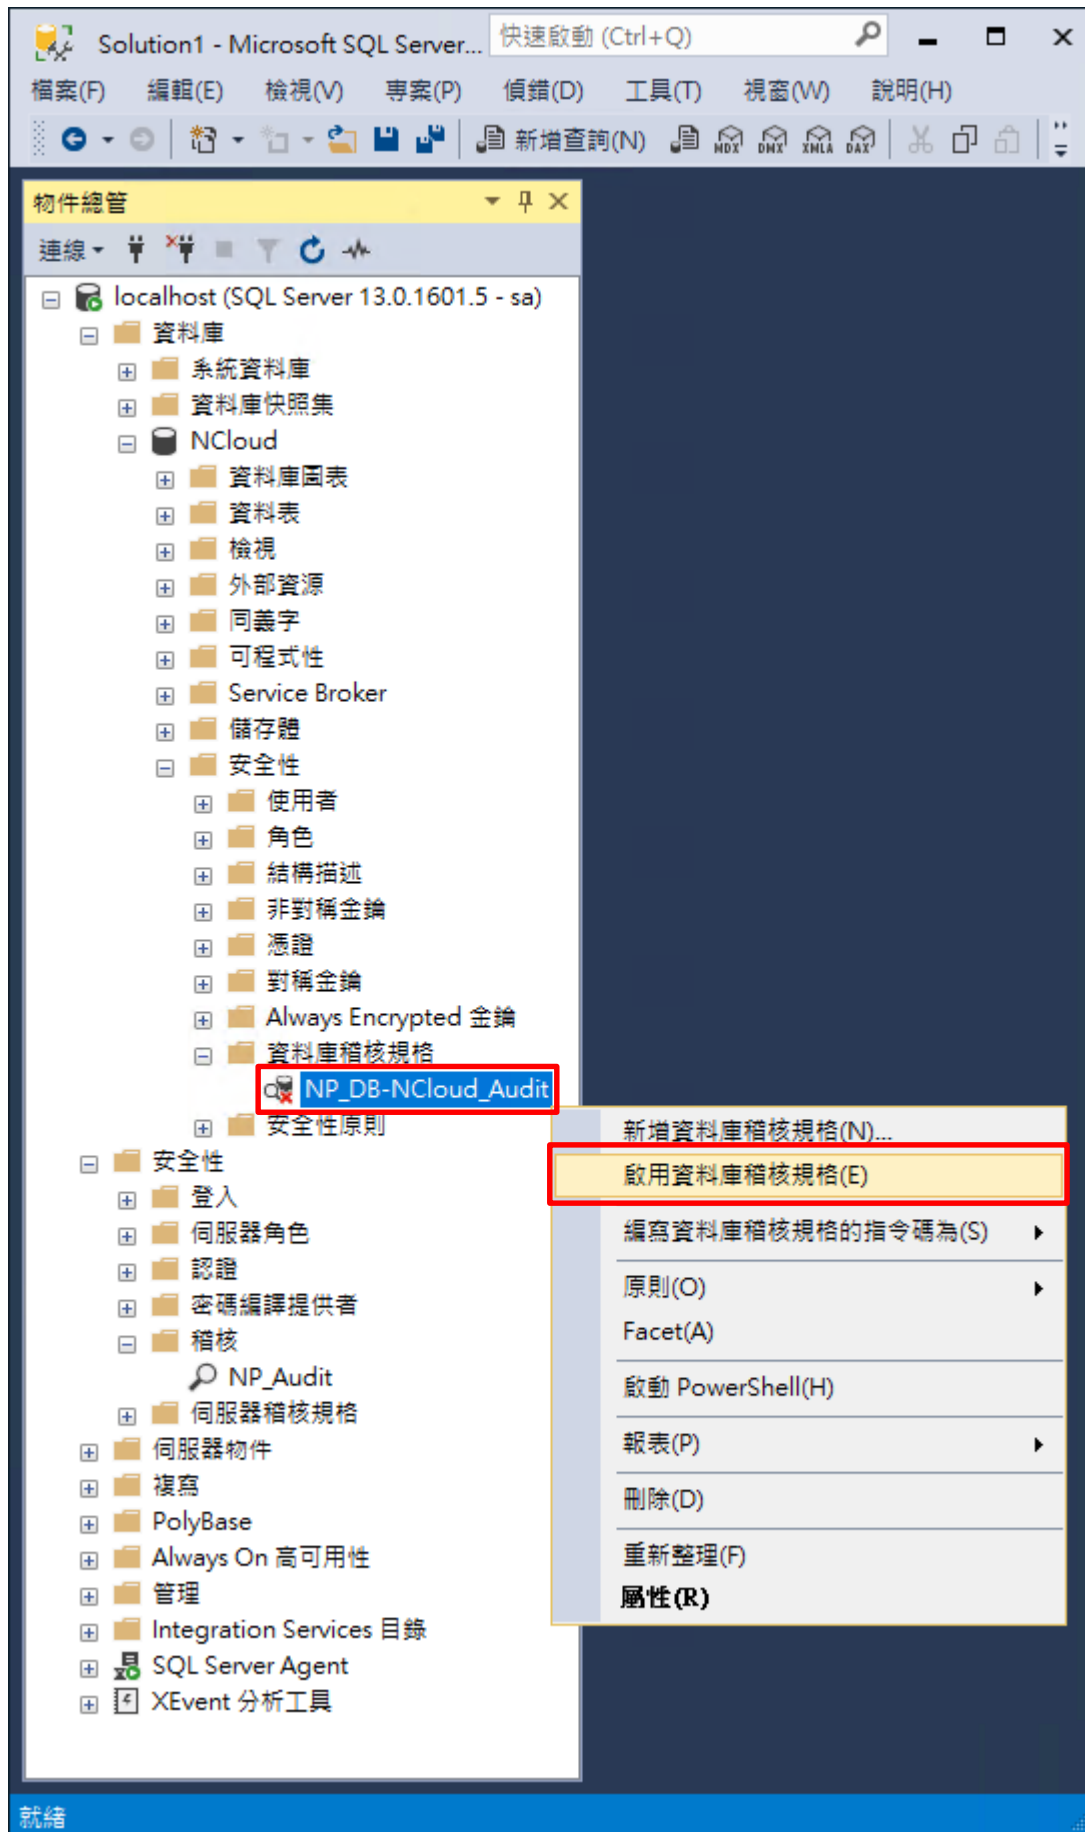 Solution1 - Microsoft SQL Server... 快速啟動 (Ctrl+Q)
檔案(F) 編輯(E) 檢視(V) 專案(P) 偵錯(D) 工具(T) 視窗(W) 說明(H)
新增查詢(N) MDX DMX XMLA DAX
物件總管
連線
localhost (SQL Server 13.0.1601.5 - sa)
資料庫
系統資料庫
資料庫快照集
NCloud
資料庫圖表
資料表
檢視
外部資源
同義字
可程式性
Service Broker
儲存體
安全性
使用者
角色
結構描述
非對稱金鑰
憑證
對稱金鑰
Always Encrypted 金鑰
資料庫稽核規格
NP_DB-NCloud_Audit
安全性原則
新增資料庫稽核規格(N)...
啟用資料庫稽核規格(E)
編寫資料庫稽核規格的指令碼為(S)
原則(O)
Facet(A)
啟動 PowerShell(H)
報表(P)
刪除(D)
重新整理(F)
屬性(R)
安全性
登入
伺服器角色
認證
密碼編譯提供者
稽核
NP_Audit
伺服器稽核規格
伺服器物件
複寫
PolyBase
Always On 高可用性
管理
Integration Services 目錄
SQL Server Agent
XEvent 分析工具
就緒